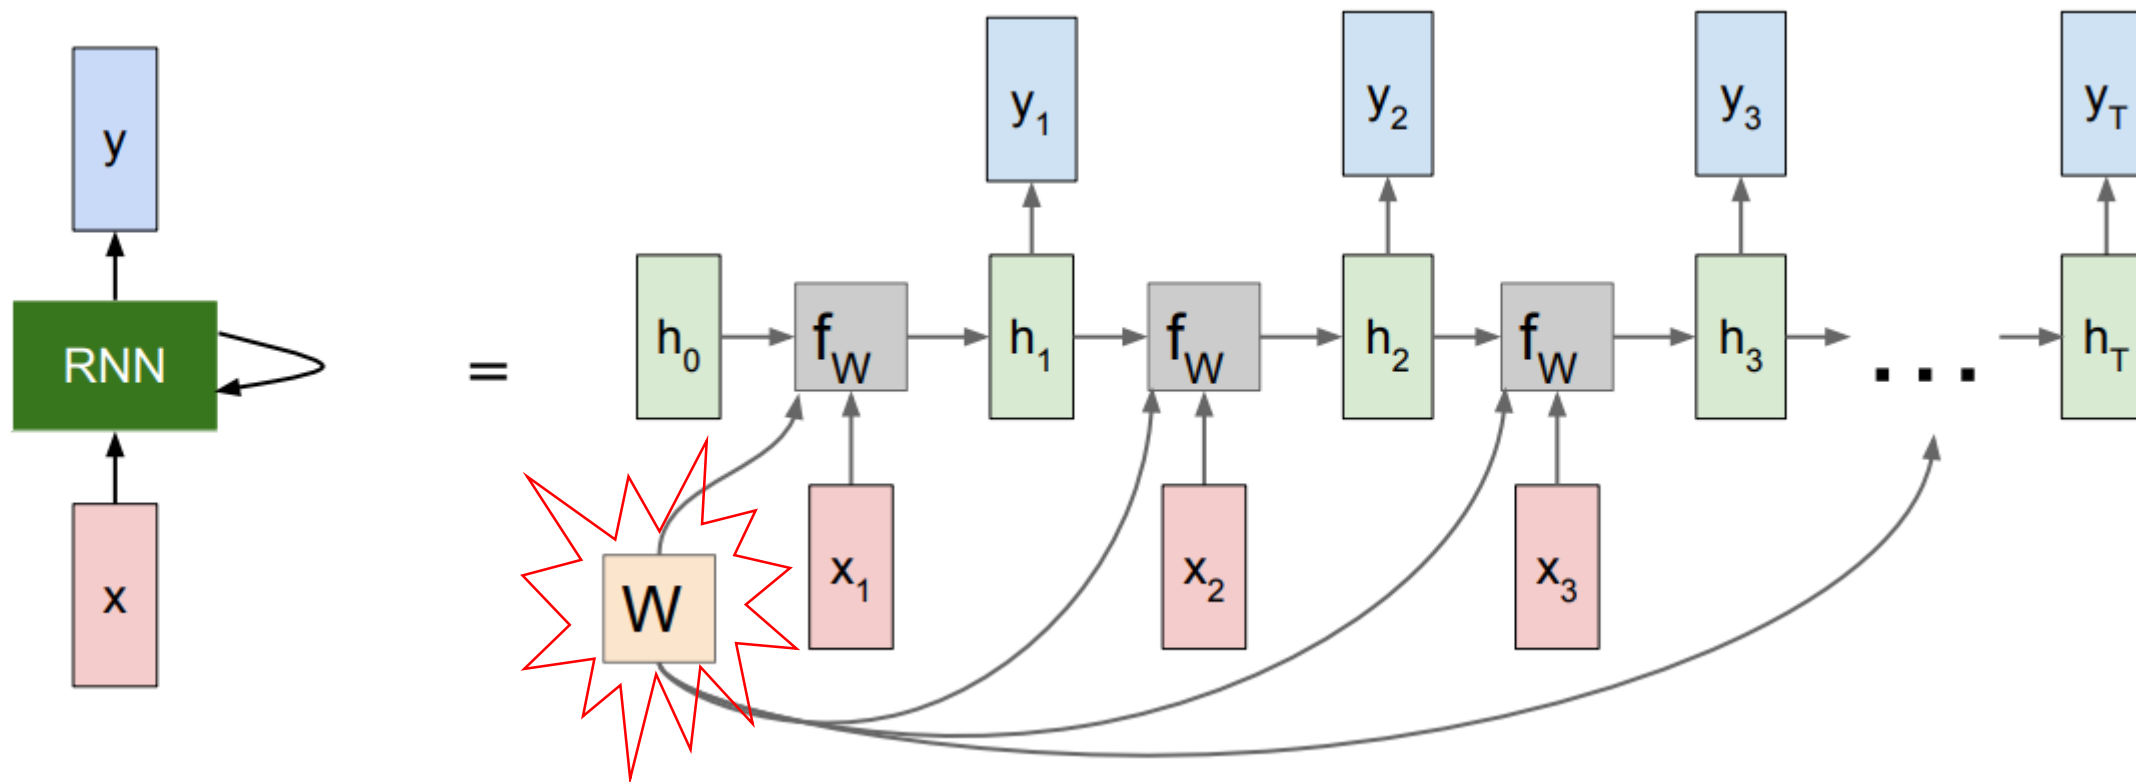 y
RNN
x
=
y1 y2 y3 yT
h0 fW h1 fW h2 fW h3 ... hT
W
x1 x2 x3